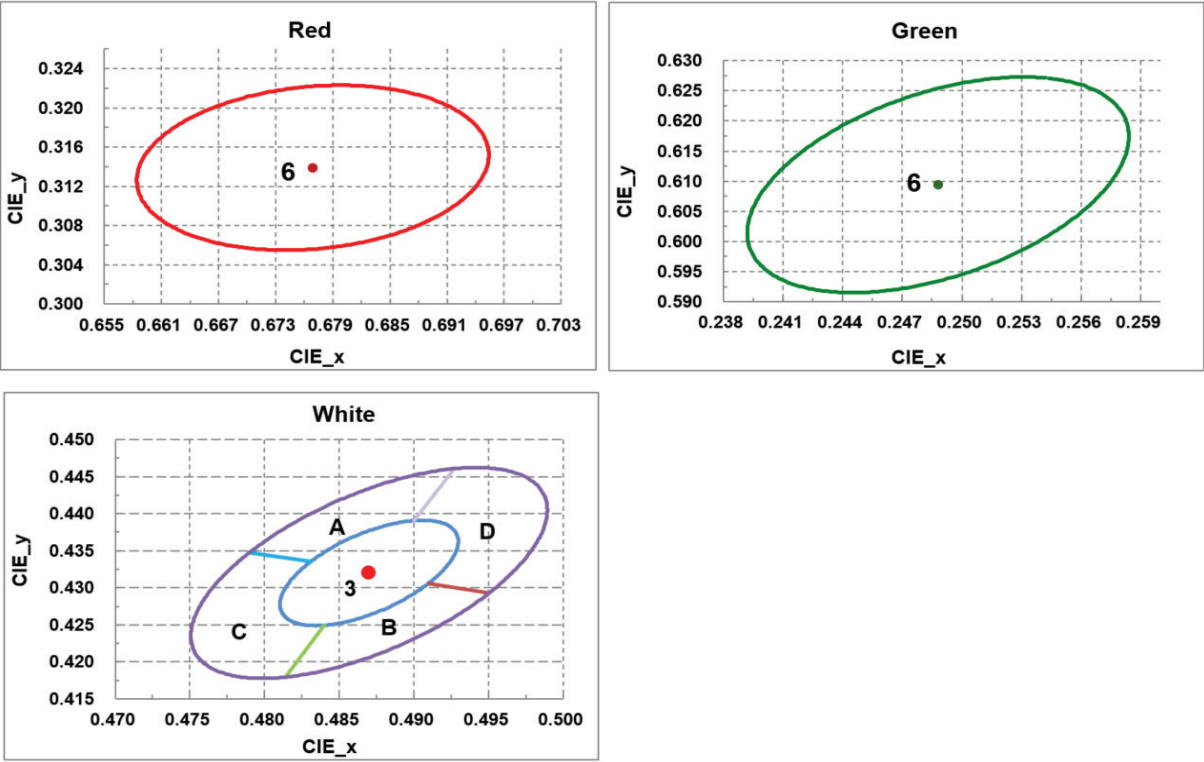 Red
0.324
0.320
0.316
0.312
0.308
0.304
0.300
CIE_y
6
0.655 0.661 0.667 0.673 0.679 0.685 0.691 0.697 0.703
CIE_x
Green
0.630
0.625
0.620
0.615
0.610
0.605
0.600
0.595
0.590
CIE_y
6
0.238 0.241 0.244 0.247 0.250 0.253 0.256 0.259
CIE_x
White
0.450
0.445
0.440
0.435
0.430
0.425
0.420
0.415
CIE_y
A
D
3
C
B
0.470 0.475 0.480 0.485 0.490 0.495 0.500
CIE_x